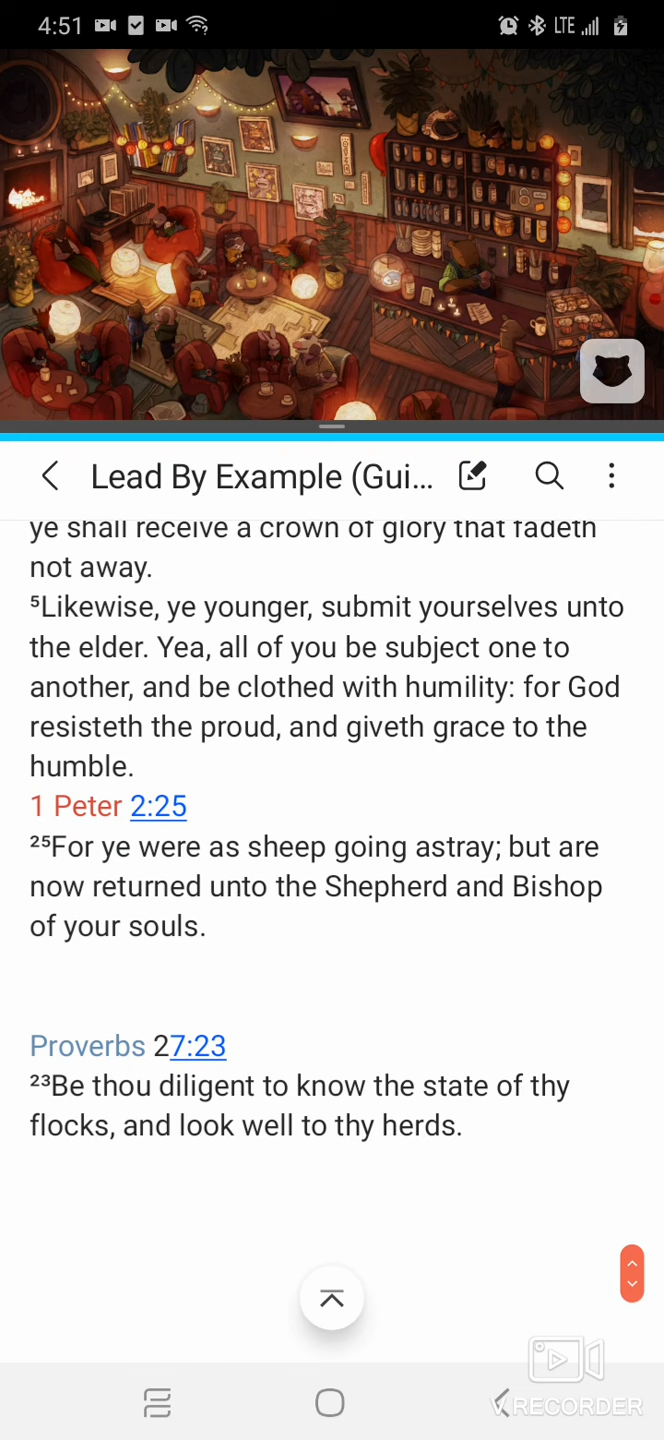 4:51
LTE
Lead By Example (Gui...
ye shall receive a crown of glory that fadeth
not away.
⁵Likewise, ye younger, submit yourselves unto
the elder. Yea, all of you be subject one to
another, and be clothed with humility: for God
resisteth the proud, and giveth grace to the
humble.
1 Peter 2:25
²⁵For ye were as sheep going astray; but are
now returned unto the Shepherd and Bishop
of your souls.
Proverbs 27:23
²³Be thou diligent to know the state of thy
flocks, and look well to thy herds.
V.RECORDER